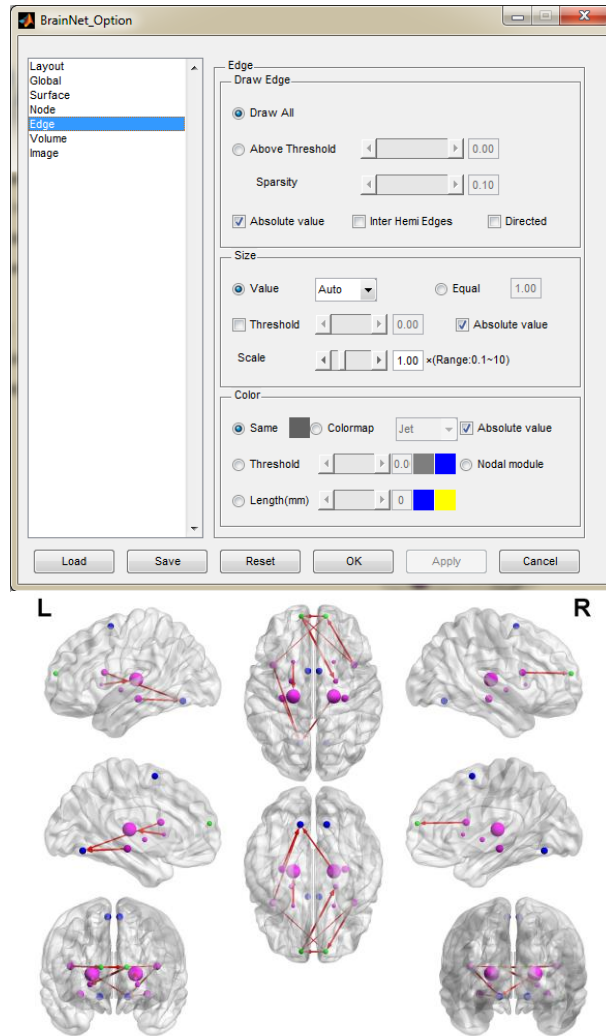 BrainNet_Option
Layout
Global
Surface
Node
Edge
Volume
Image
Edge
Draw Edge
Draw All
Above Threshold 0.00
Sparsity 0.10
Absolute value Inter Hemi Edges Directed
Size
Value Auto Equal 1.00
Threshold 0.00 Absolute value
Scale 1.00 ×(Range:0.1~10)
Color
Same Colormap Jet Absolute value
Threshold 0.0 Nodal module
Length(mm) 0
Load Save Reset OK Apply Cancel
L R